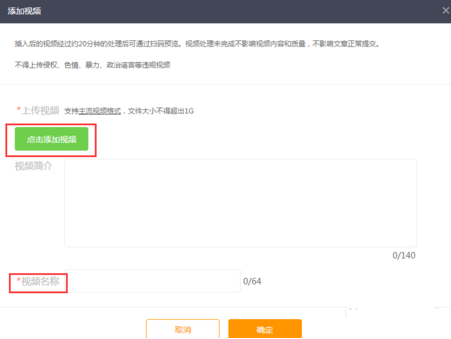 添加视频
插入后的视频经过约20分钟的处理后可通过扫码预览。视频处理未完成不影响视频内容和质量，不影响文章正常提交。
不得上传侵权、色情、暴力、政治谣言等违规视频
*上传视频 支持主流视频格式，文件大小不得超出1G
点击添加视频
视频简介
0/140
*视频名称 0/64
取消 确定